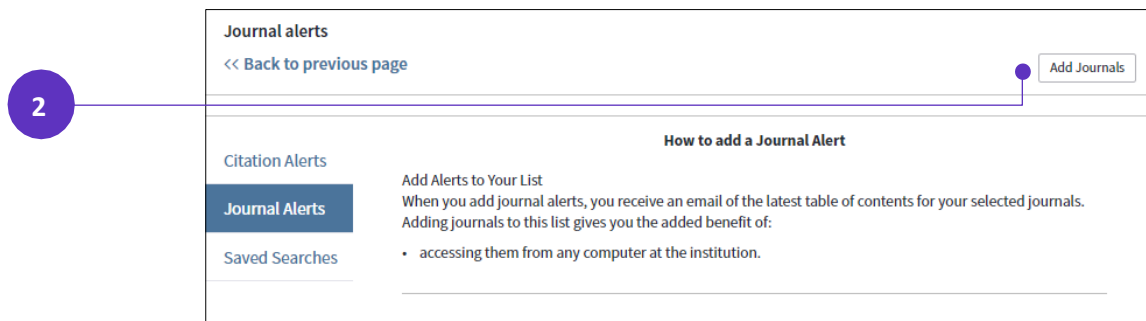 Journal alerts
<< Back to previous page
Add Journals
2
How to add a Journal Alert
Citation Alerts
Journal Alerts
Saved Searches
Add Alerts to Your List
When you add journal alerts, you receive an email of the latest table of contents for your selected journals.
Adding journals to this list gives you the added benefit of:
• accessing them from any computer at the institution.